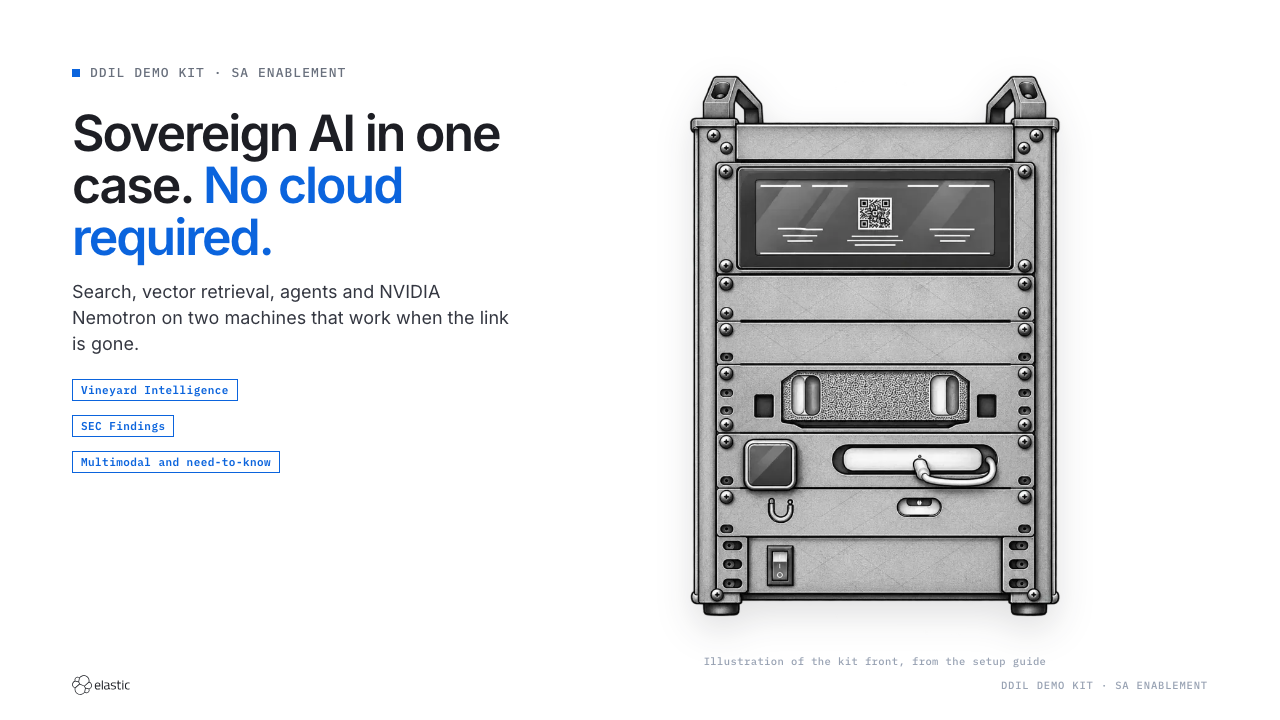 DDIL DEMO KIT · SA ENABLEMENT
Sovereign AI in one
case. No cloud
required.
Search, vector retrieval, agents and NVIDIA
Nemotron on two machines that work when the link
is gone.
Vineyard Intelligence
SEC Findings
Multimodal and need-to-know
Illustration of the kit front, from the setup guide
elastic
DDIL DEMO KIT · SA ENABLEMENT